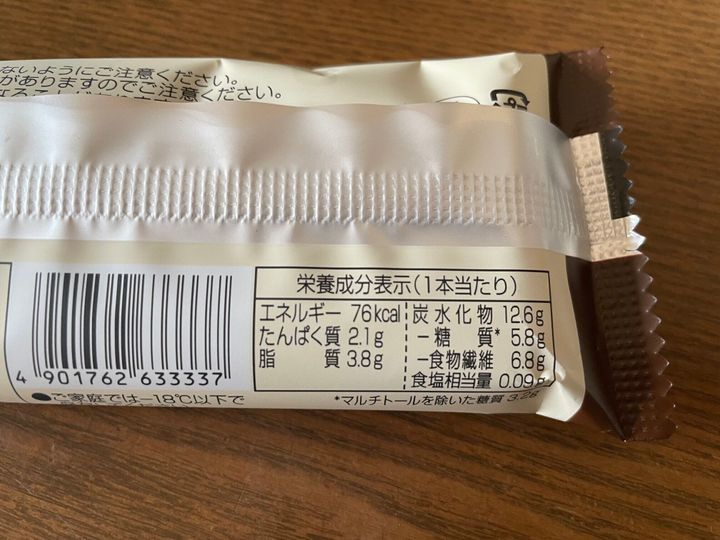 ないようにご注意ください。
がありますのでご注意ください。
栄養成分表示(1本当たり)
エネルギー 76kcal
たんぱく質 2.1g
脂 質 3.8g
炭水化物 12.6g
-糖 質* 5.8g
-食物繊維 6.8g
食塩相当量 0.09g
*マルチトールを除いた糖質 3.2g
4 901762 633337
●ご家庭では-18℃以下で